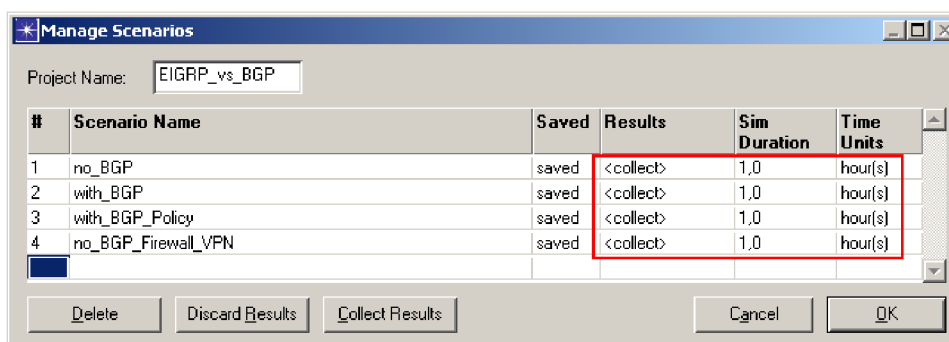 Manage Scenarios
Project Name: EIGRP_vs_BGP
# Scenario Name Saved Results Sim Duration Time Units
1 no_BGP saved <collect> 1,0 hour(s)
2 with_BGP saved <collect> 1,0 hour(s)
3 with_BGP_Policy saved <collect> 1,0 hour(s)
4 no_BGP_Firewall_VPN saved <collect> 1,0 hour(s)
Delete Discard Results Collect Results Cancel OK